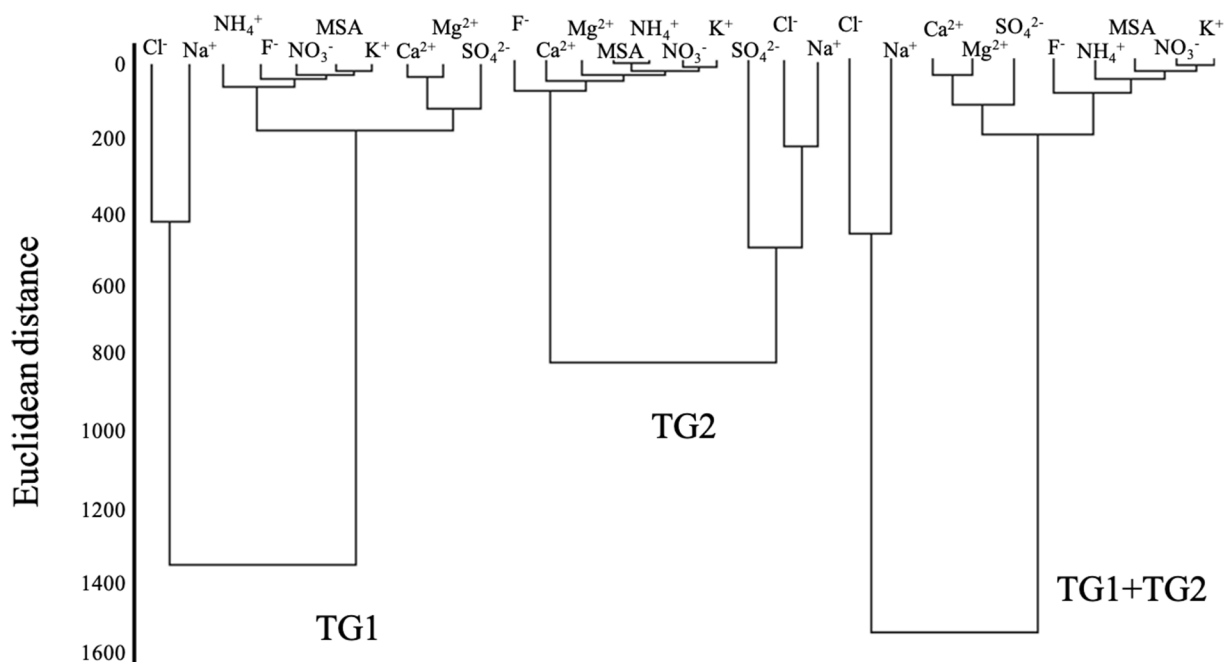 NH₄⁺ MSA Mg²⁺ F⁻ Mg²⁺ NH₄⁺ K⁺ Cl⁻ Cl⁻ Ca²⁺ SO₄²⁻ MSA K⁺
Cl⁻ Na⁺ F⁻ NO₃⁻ K⁺ Ca²⁺ SO₄²⁻ Ca²⁺ MSA NO₃⁻ SO₄²⁻ Na⁺ Na⁺ Mg²⁺ F⁻ NH₄⁺ NO₃⁻
0
200
400
600
800
1000
1200
1400
1600
Euclidean distance
TG1
TG2
TG1+TG2